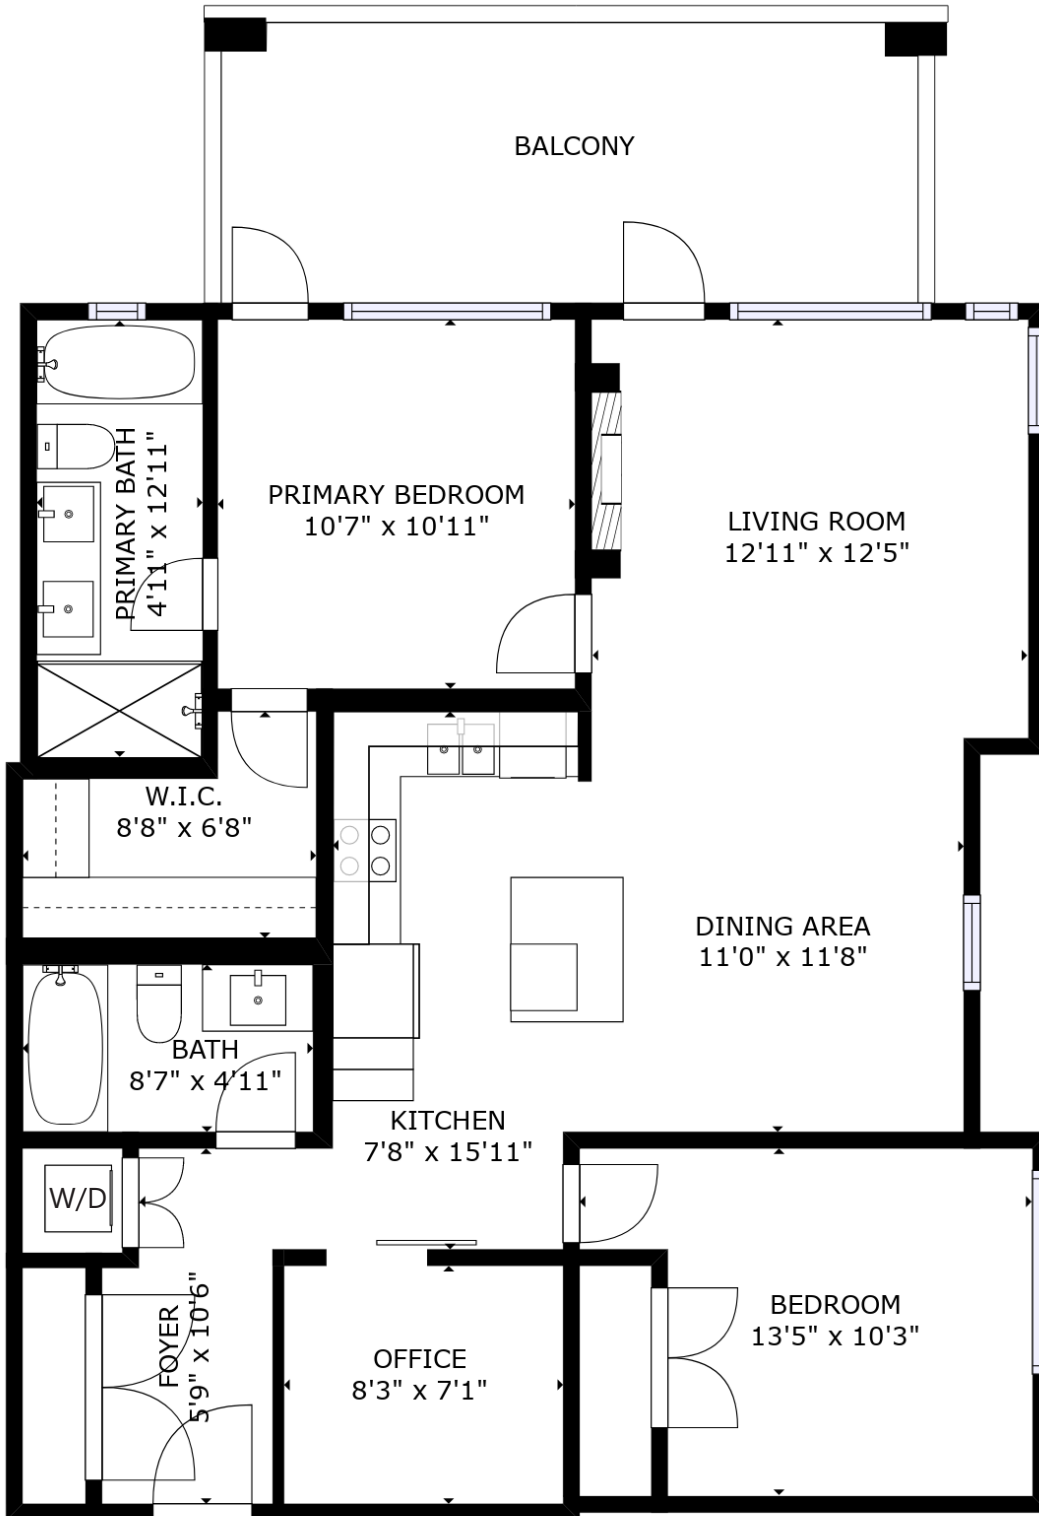 BALCONY
PRIMARY BATH
4'11" x 12'11"
PRIMARY BEDROOM
10'7" x 10'11"
LIVING ROOM
12'11" x 12'5"
W.I.C.
8'8" x 6'8"
DINING AREA
11'0" x 11'8"
BATH
8'7" x 4'11"
KITCHEN
7'8" x 15'11"
W/D
FOYER
5'9" x 10'6"
OFFICE
8'3" x 7'1"
BEDROOM
13'5" x 10'3"